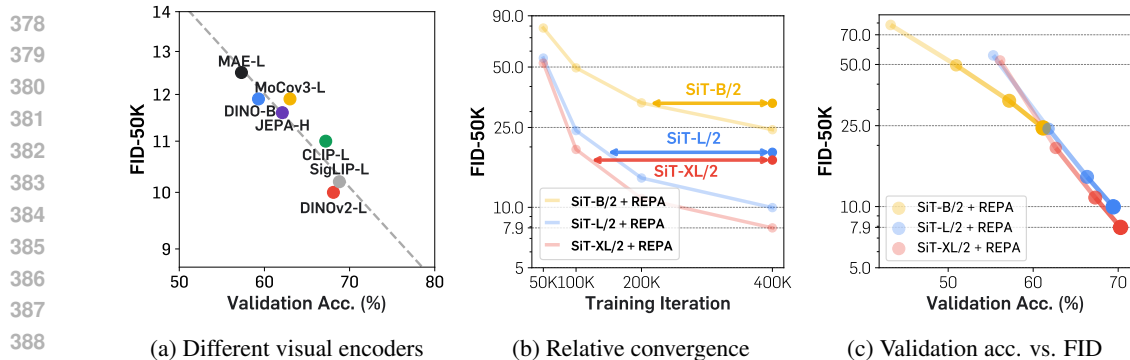 378
379
380
381
382
383
384
385
386
387
388
FID-50K
14
13
12
11
10
9
MAE-L
MoCov3-L
DINO-B
JEPA-H
CLIP-L
SigLIP-L
DINOv2-L
50 60 70 80
Validation Acc. (%)
(a) Different visual encoders
FID-50K
90.0
50.0
25.0
10.0
7.9
5
SiT-B/2
SiT-L/2
SiT-XL/2
SiT-B/2 + REPA
SiT-L/2 + REPA
SiT-XL/2 + REPA
50K 100K 200K 400K
Training Iteration
(b) Relative convergence
FID-50K
70.0
50.0
25.0
10.0
7.9
5.0
SiT-B/2 + REPA
SiT-L/2 + REPA
SiT-XL/2 + REPA
50 60 70
Validation Acc. (%)
(c) Validation acc. vs. FID